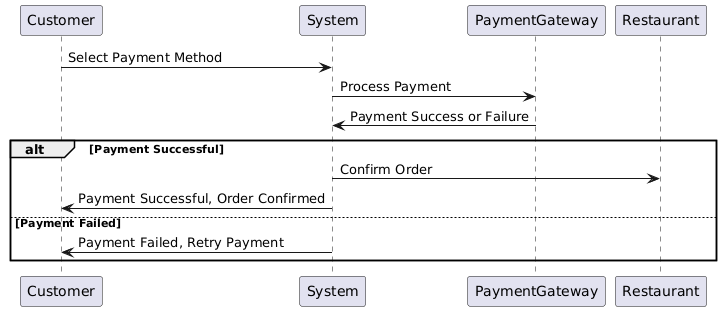 Customer System PaymentGateway Restaurant
Select Payment Method
Process Payment
Payment Success or Failure
alt [Payment Successful]
Confirm Order
Payment Successful, Order Confirmed
[Payment Failed]
Payment Failed, Retry Payment
Customer System PaymentGateway Restaurant